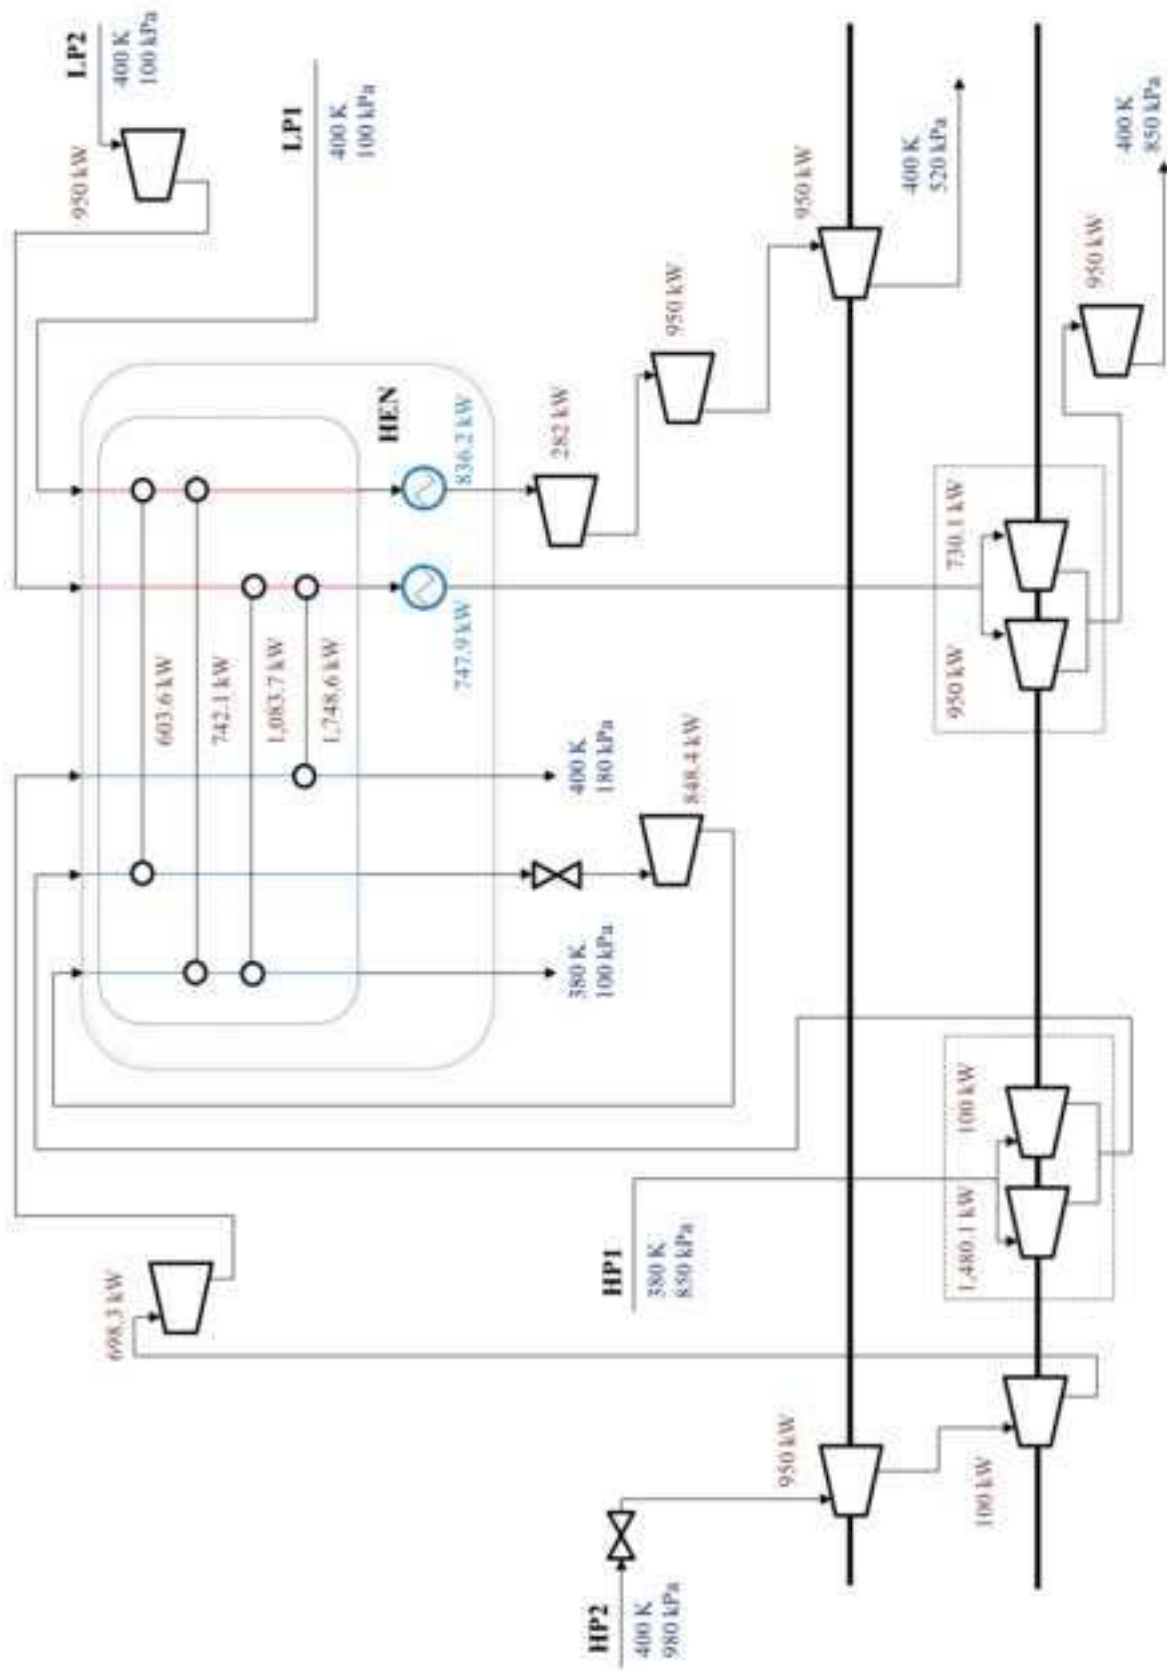 LP2
400 K
100 kPa
950 kW
LP1
400 K
100 kPa
HEN
603.6 kW
742.1 kW
1,083.7 kW
1,748.6 kW
836.2 kW
747.9 kW
282 kW
950 kW
950 kW
400 K
520 kPa
400 K
850 kPa
950 kW
730.1 kW
950 kW
400 K
180 kPa
848.4 kW
380 K
100 kPa
698.3 kW
HP1
380 K
850 kPa
1,480.1 kW
100 kW
HP2
400 K
980 kPa
950 kW
100 kW